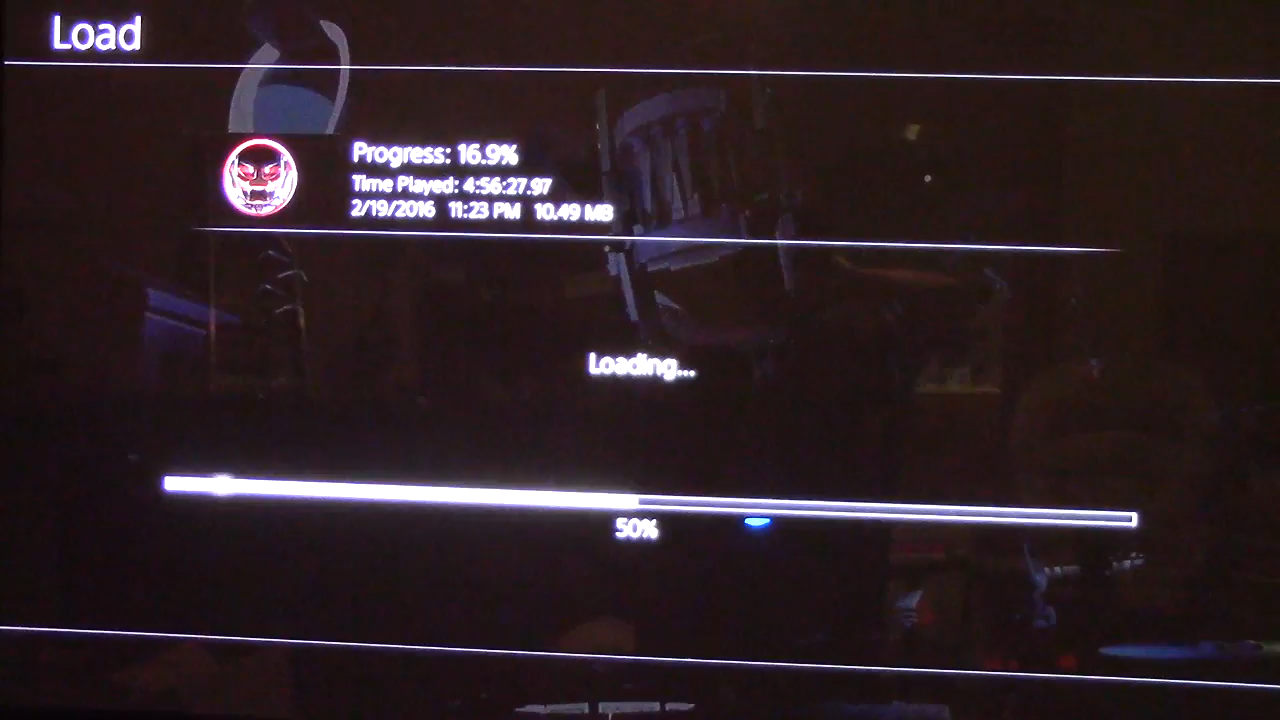 Load
Progress: 16.9%
Time Played: 4:56:27.97
2/19/2016 11:23 PM 10.49 MB
Loading...
50%